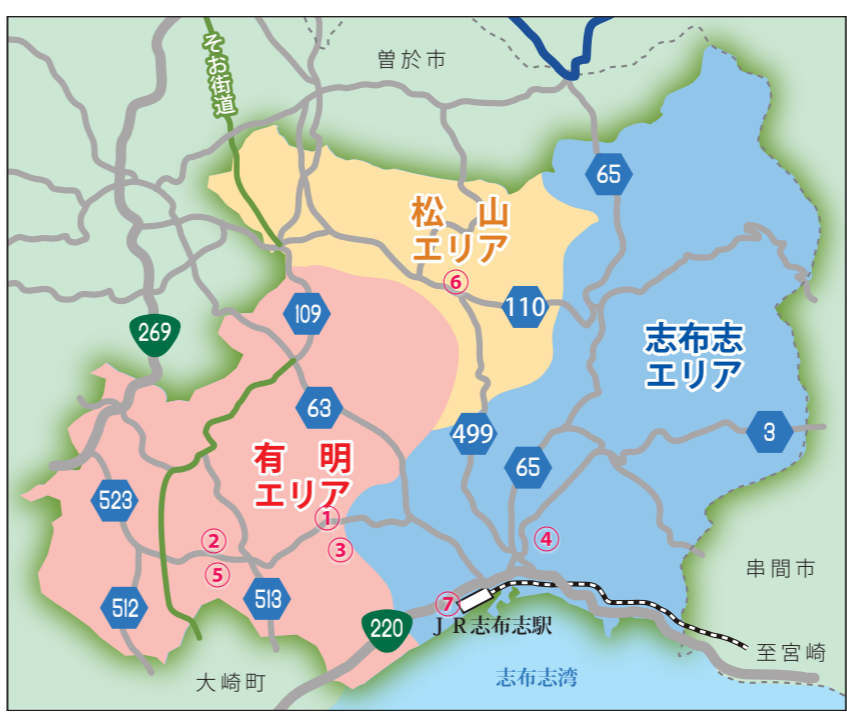 曽於市
そお街道
65
松 山
エリア
⑥
110
109
269
志布志
エリア
63
499
3
65
有 明
エリア
①
523
②
③
④
⑤
串間市
512
513
⑦
220
JR志布志駅
至宮崎
大崎町
志布志湾